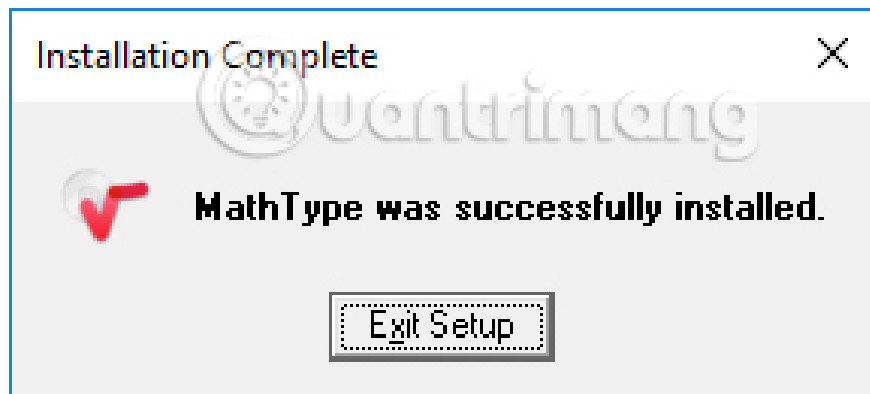 Installation Complete
Quantrimang
MathType was successfully installed.
Exit Setup